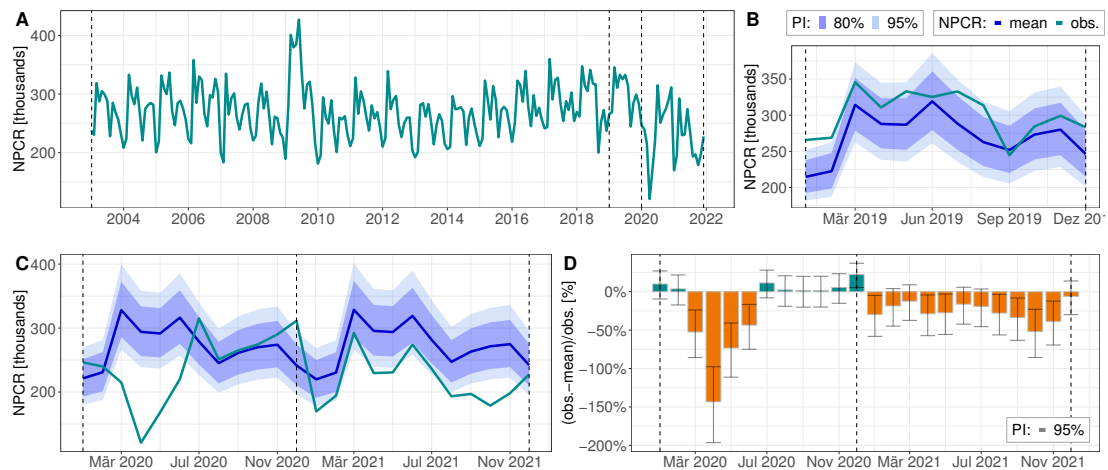 A
NPCR [thousands]
400
300
200
2004 2006 2008 2010 2012 2014 2016 2018 2020 2022
B
PI: 80% 95%
NPCR: mean obs.
NPCR [thousands]
350
300
250
200
Mär 2019 Jun 2019 Sep 2019 Dez 201
C
NPCR [thousands]
400
300
200
Mär 2020 Jul 2020 Nov 2020 Mär 2021 Jul 2021 Nov 2021
D
(obs.−mean)/obs. [%]
0%
−50%
−100%
−150%
−200%
PI: 95%
Mär 2020 Jul 2020 Nov 2020 Mär 2021 Jul 2021 Nov 2021